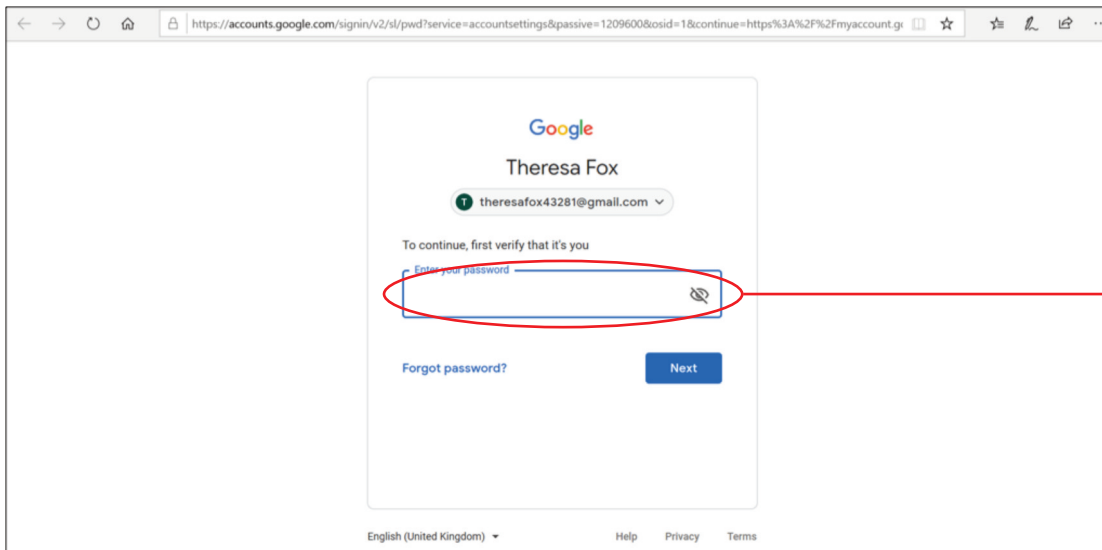 https://accounts.google.com/signin/v2/sl/pwd?service=accountsettings&passive=1209600&osid=1&continue=https%3A%2F%2Fmyaccount.gc
Google
Theresa Fox
T theresafox43281@gmail.com
To continue, first verify that it's you
Enter your password
Forgot password? Next
English (United Kingdom) Help Privacy Terms